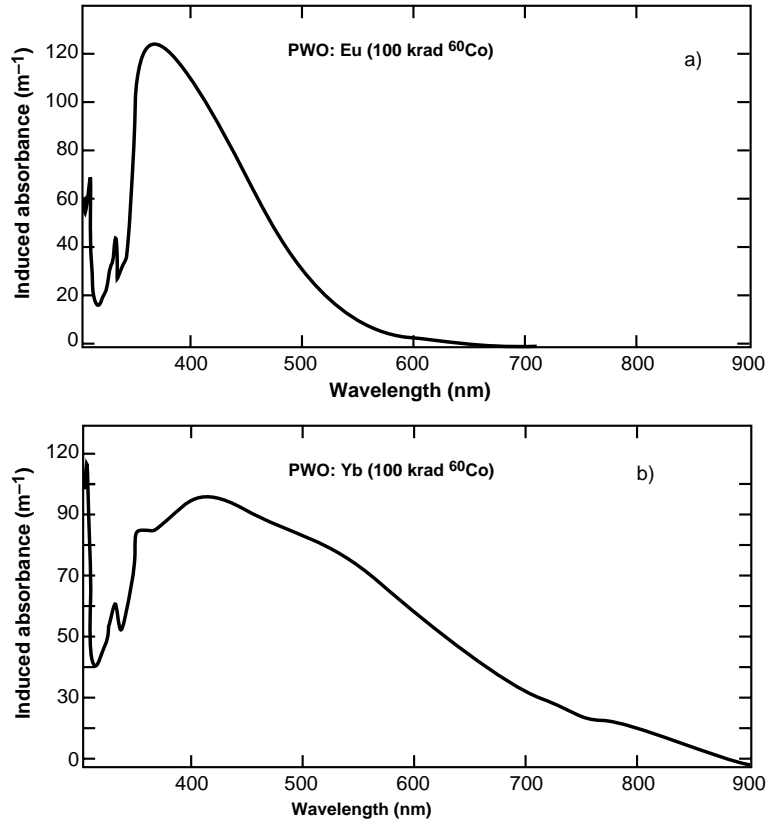 PWO: Eu (100 krad ⁶⁰Co)
a)
120
100
80
60
40
20
0
Induced absorbance (m⁻¹)
400 500 600 700 800 900
Wavelength (nm)
PWO: Yb (100 krad ⁶⁰Co)
b)
120
90
70
50
30
0
Induced absorbance (m⁻¹)
400 500 600 700 800 900
Wavelength (nm)